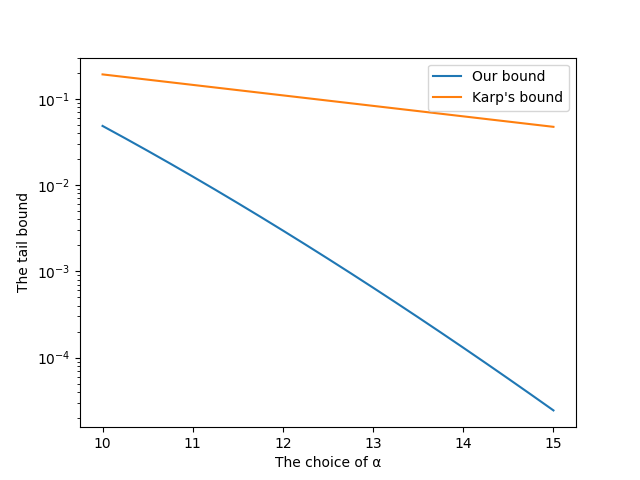 Our bound
Karp's bound
10⁻¹
10⁻²
10⁻³
10⁻⁴
The tail bound
10 11 12 13 14 15
The choice of α